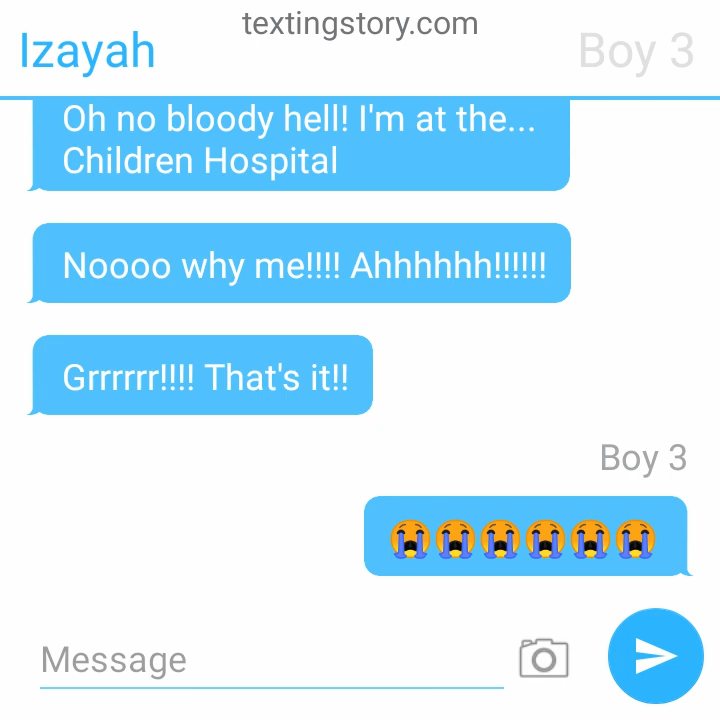 textingstory.com
Izayah
Boy 3
Oh no bloody hell! I'm at the...
Children Hospital
Noooo why me!!!! Ahhhhhh!!!!!!
Grrrrrr!!!! That's it!!
Boy 3
😭😭😭😭😭😭
Message